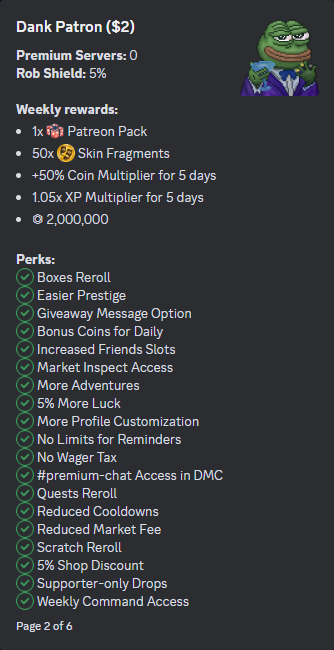 Dank Patron ($2)
Premium Servers: 0
Rob Shield: 5%
Weekly rewards:
• 1x Patreon Pack
• 50x Skin Fragments
• +50% Coin Multiplier for 5 days
• 1.05x XP Multiplier for 5 days
• 2,000,000
Perks:
Boxes Reroll
Easier Prestige
Giveaway Message Option
Bonus Coins for Daily
Increased Friends Slots
Market Inspect Access
More Adventures
5% More Luck
More Profile Customization
No Limits for Reminders
No Wager Tax
#premium-chat Access in DMC
Quests Reroll
Reduced Cooldowns
Reduced Market Fee
Scratch Reroll
5% Shop Discount
Supporter-only Drops
Weekly Command Access
Page 2 of 6